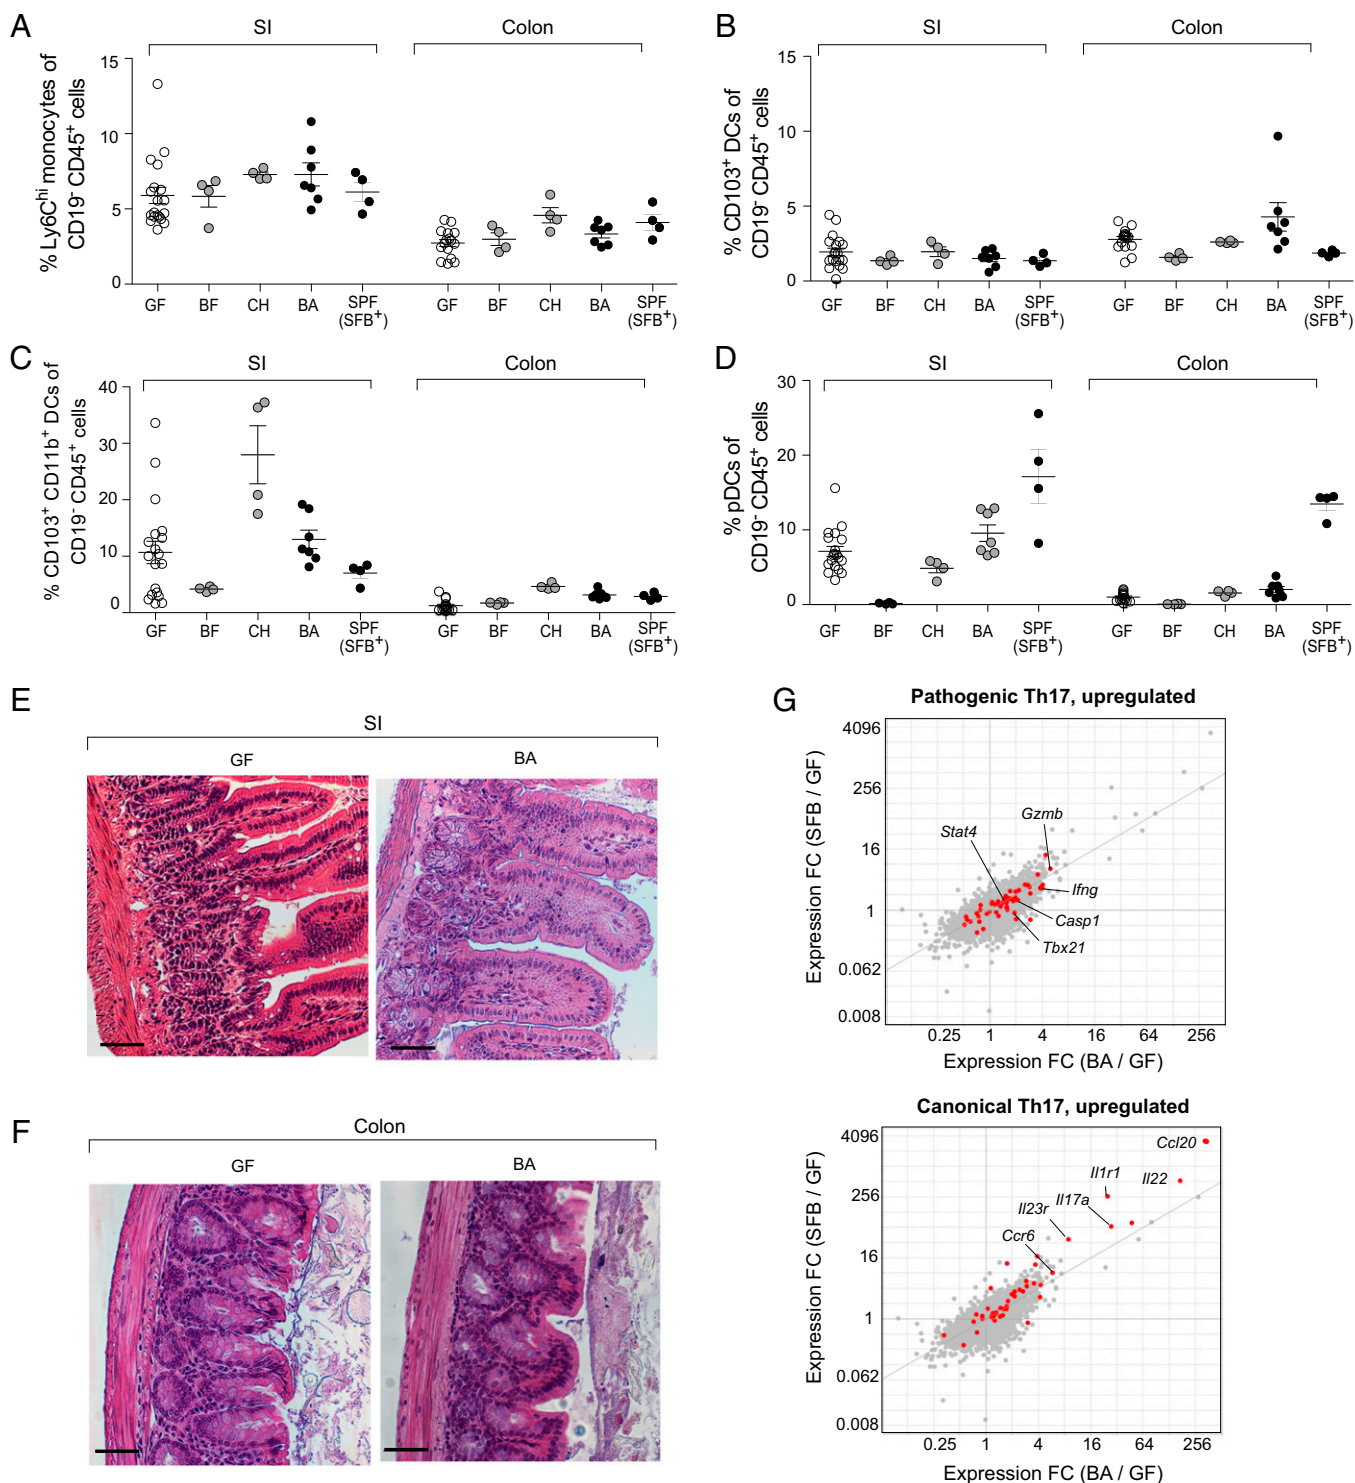 A
SI
Colon
% Ly6Chi monocytes of
CD19- CD45+ cells
15
10
5
0
GF BF CH BA SPF (SFB+) GF BF CH BA SPF (SFB+)
B
SI
Colon
% CD103+ DCs of
CD19- CD45+ cells
15
10
5
0
GF BF CH BA SPF (SFB+) GF BF CH BA SPF (SFB+)
C
SI
Colon
% CD103+ CD11b+ DCs of
CD19- CD45+ cells
40
30
20
10
0
GF BF CH BA SPF (SFB+) GF BF CH BA SPF (SFB+)
D
SI
Colon
% pDCs of
CD19- CD45+ cells
30
20
10
0
GF BF CH BA SPF (SFB+) GF BF CH BA SPF (SFB+)
E
SI
GF
BA
F
Colon
GF
BA
G
Pathogenic Th17, upregulated
Expression FC (SFB / GF)
4096
256
16
1
0.062
0.008
Stat4
Gzmb
Ifng
Casp1
Tbx21
0.25 1 4 16 64 256
Expression FC (BA / GF)
Canonical Th17, upregulated
Expression FC (SFB / GF)
4096
256
16
1
0.062
0.008
Ccl20
Il1r1
Il22
Il23r
Il17a
Ccr6
0.25 1 4 16 64 256
Expression FC (BA / GF)